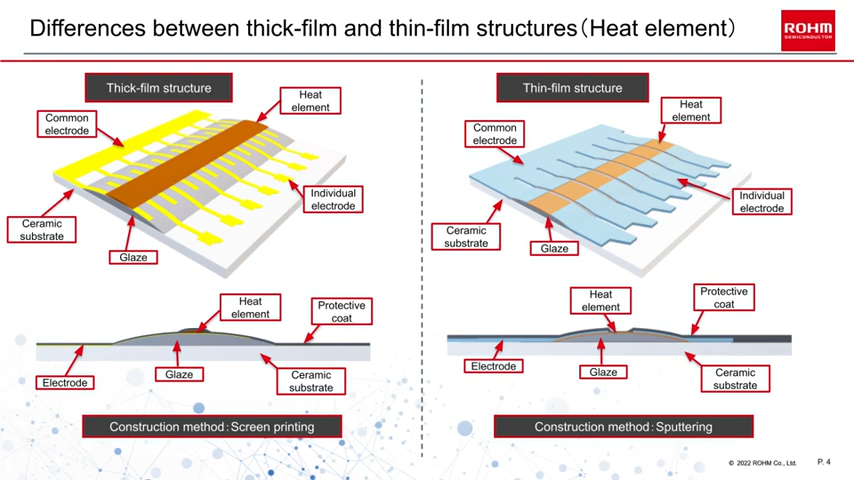 Differences between thick-film and thin-film structures（Heat element）
ROHM
SEMICONDUCTOR
Thick-film structure
Heat
element
Common
electrode
Individual
electrode
Ceramic
substrate
Glaze
Heat
element
Protective
coat
Electrode
Glaze
Ceramic
substrate
Construction method：Screen printing
Thin-film structure
Heat
element
Common
electrode
Individual
electrode
Ceramic
substrate
Glaze
Heat
element
Protective
coat
Electrode
Glaze
Ceramic
substrate
Construction method：Sputtering
© 2022 ROHM Co., Ltd.
P. 4